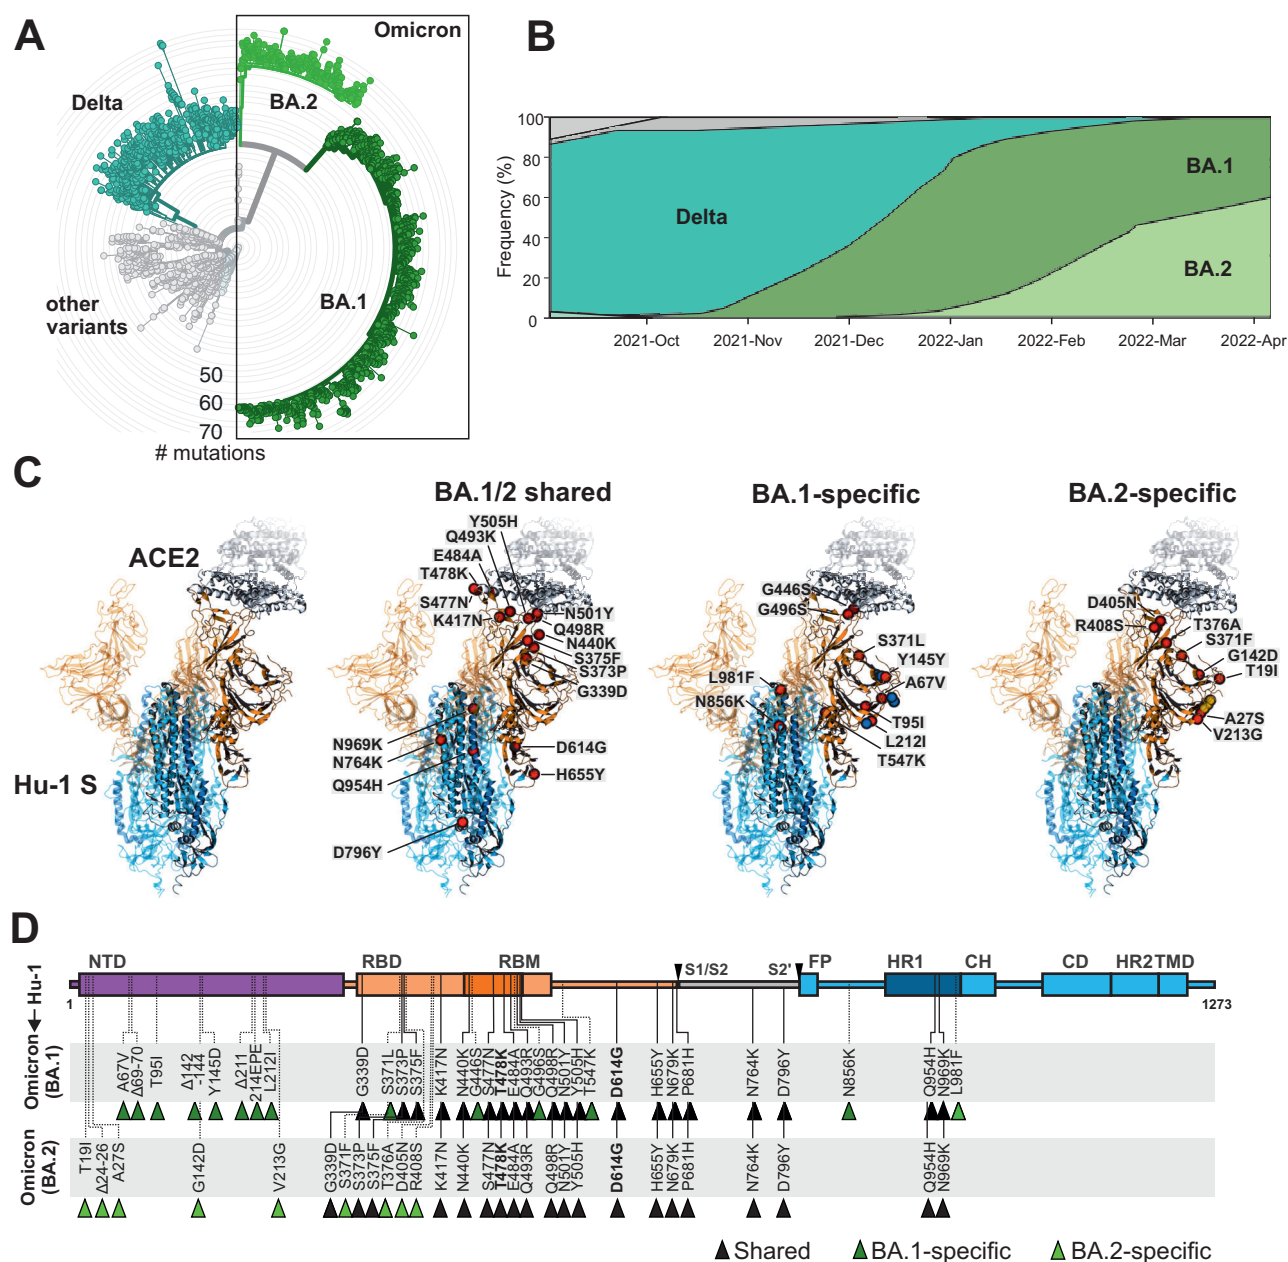 A
Omicron
Delta
BA.2
BA.1
other
variants
50
60
70
# mutations
B
Frequency (%)
100
80
60
40
20
0
Delta
BA.1
BA.2
2021-Oct
2021-Nov
2021-Dec
2022-Jan
2022-Feb
2022-Mar
2022-Apr
C
ACE2
Hu-1 S
BA.1/2 shared
Y505H
Q493K
E484A
T478K
S477N
K417N
N501Y
Q498R
N440K
S375F
S373P
G339D
N969K
N764K
Q954H
D614G
H655Y
D796Y
BA.1-specific
G446S
G496S
S371L
Y145Y
A67V
L981F
N856K
T95I
L212I
T547K
BA.2-specific
D405N
R408S
T376A
S371F
G142D
T19I
A27S
V213G
D
NTD
RBD
RBM
S1/S2
S2'
FP
HR1
CH
CD
HR2
TMD
1
1273
Hu-1
Omicron
(BA.1)
A67V
Δ69-70
T95I
Δ142
-144
Y145D
Δ211
214EPE
L212I
G339D
S371L
S373P
S375F
K417N
N440K
G446S
S477N
T478K
E484A
Q493R
G496S
Q498R
N501Y
Y505H
T547K
D614G
H655Y
N679K
P681H
N764K
D796Y
N856K
Q954H
N969K
L981F
Omicron
(BA.2)
T19I
Δ24-26
A27S
G142D
V213G
G339D
S371F
S373P
S375F
T376A
D405N
R408S
K417N
N440K
S477N
T478K
E484A
Q493R
Q498R
N501Y
Y505H
D614G
H655Y
N679K
P681H
N764K
D796Y
Q954H
N969K
Shared
BA.1-specific
BA.2-specific